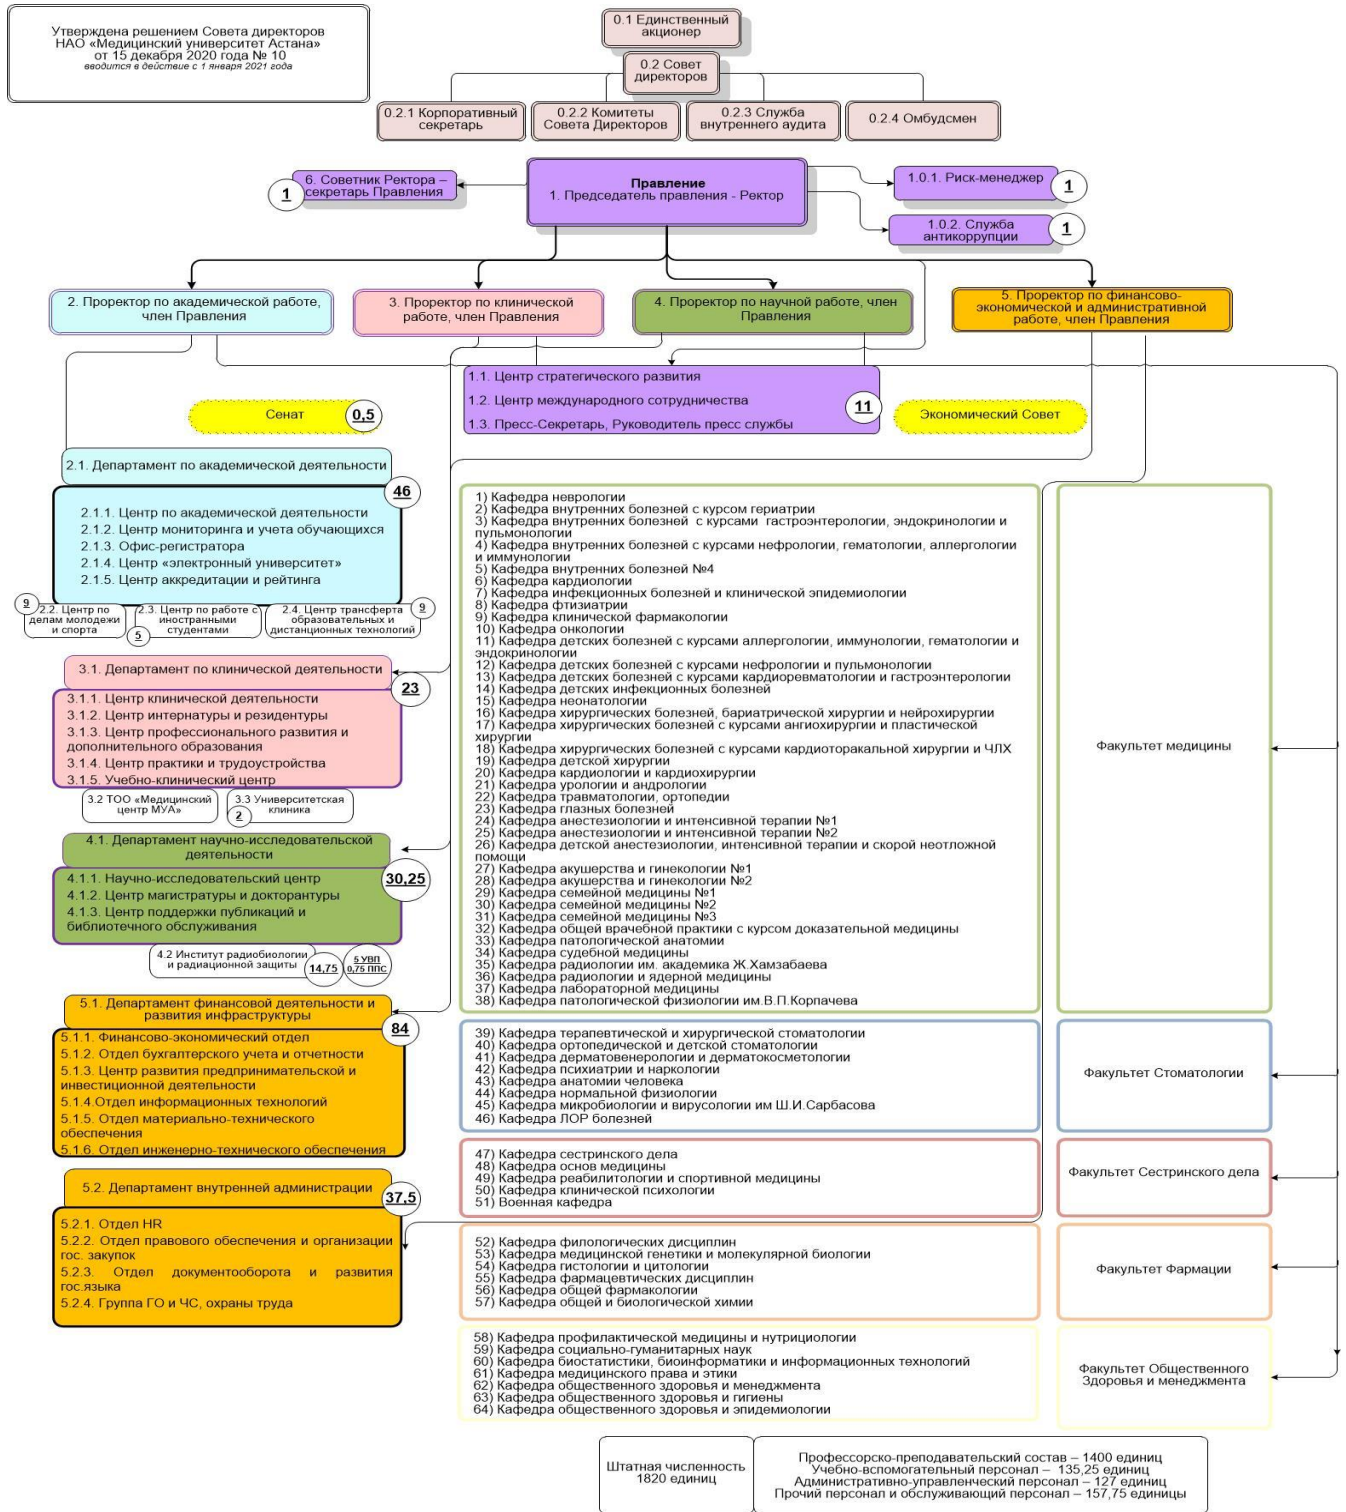 Утверждена решением Совета директоров
НАО «Медицинский университет Астана»
от 15 декабря 2020 года № 10
вводится в действие с 1 января 2021 года
0.1 Единственный
акционер
0.2 Совет
директоров
0.2.1 Корпоративный
секретарь
0.2.2 Комитеты
Совета Директоров
0.2.3 Служба
внутреннего аудита
0.2.4 Омбудсмен
6. Советник Ректора –
секретарь Правления
1
Правление
1. Председатель правления - Ректор
1.0.1. Риск-менеджер
1
1.0.2. Служба
антикоррупции
1
2. Проректор по академической работе,
член Правления
3. Проректор по клинической
работе, член Правления
4. Проректор по научной работе, член
Правления
5. Проректор по финансово-
экономической и административной
работе, член Правления
1.1. Центр стратегического развития
1.2. Центр международного сотрудничества
1.3. Пресс-Секретарь, Руководитель пресс службы
11
Сенат
0,5
Экономический Совет
2.1. Департамент по академической деятельности
46
2.1.1. Центр по академической деятельности
2.1.2. Центр мониторинга и учета обучающихся
2.1.3. Офис-регистратора
2.1.4. Центр «электронный университет»
2.1.5. Центр аккредитации и рейтинга
9
2.2. Центр по
делам молодежи
и спорта
2.3. Центр по работе с
иностранными
студентами
5
2.4. Центр трансферта
образовательных и
дистанционных технологий
9
3.1. Департамент по клинической деятельности
23
3.1.1. Центр клинической деятельности
3.1.2. Центр интернатуры и резидентуры
3.1.3. Центр профессионального развития и
дополнительного образования
3.1.4. Центр практики и трудоустройства
3.1.5. Учебно-клинический центр
3.2 ТОО «Медицинский
центр МУА»
3.3 Университетская
клиника
2
4.1. Департамент научно-исследовательской
деятельности
30,25
4.1.1. Научно-исследовательский центр
4.1.2. Центр магистратуры и докторантуры
4.1.3. Центр поддержки публикаций и
библиотечного обслуживания
4.2 Институт радиобиологии
и радиационной защиты
14,75
5 УВП
0,75 ППС
5.1. Департамент финансовой деятельности и
развития инфраструктуры
84
5.1.1. Финансово-экономический отдел
5.1.2. Отдел бухгалтерского учета и отчетности
5.1.3. Центр развития предпринимательской и
инвестиционной деятельности
5.1.4.Отдел информационных технологий
5.1.5. Отдел материально-технического
обеспечения
5.1.6. Отдел инженерно-технического обеспечения
5.2. Департамент внутренней администрации
37,5
5.2.1. Отдел HR
5.2.2. Отдел правового обеспечения и организации
гос. закупок
5.2.3. Отдел документооборота и развития
гос.языка
5.2.4. Группа ГО и ЧС, охраны труда
1) Кафедра неврологии
2) Кафедра внутренних болезней с курсом гериатрии
3) Кафедра внутренних болезней с курсами гастроэнтерологии, эндокринологии и
пульмонологии
4) Кафедра внутренних болезней с курсами нефрологии, гематологии, аллергологии
и иммунологии
5) Кафедра внутренних болезней №4
6) Кафедра кардиологии
7) Кафедра инфекционных болезней и клинической эпидемиологии
8) Кафедра фтизиатрии
9) Кафедра клинической фармакологии
10) Кафедра онкологии
11) Кафедра детских болезней с курсами аллергологии, иммунологии, гематологии и
эндокринологии
12) Кафедра детских болезней с курсами нефрологии и пульмонологии
13) Кафедра детских болезней с курсами кардиоревматологии и гастроэнтерологии
14) Кафедра детских инфекционных болезней
15) Кафедра неонатологии
16) Кафедра хирургических болезней, бариатрической хирургии и нейрохирургии
17) Кафедра хирургических болезней с курсами ангиохирургии и пластической
хирургии
18) Кафедра хирургических болезней с курсами кардиоторакальной хирургии и ЧЛХ
19) Кафедра детской хирургии
20) Кафедра кардиологии и кардиохирургии
21) Кафедра урологии и андрологии
22) Кафедра травматологии, ортопедии
23) Кафедра глазных болезней
24) Кафедра анестезиологии и интенсивной терапии №1
25) Кафедра анестезиологии и интенсивной терапии №2
26) Кафедра детской анестезиологии, интенсивной терапии и скорой неотложной
помощи
27) Кафедра акушерства и гинекологии №1
28) Кафедра акушерства и гинекологии №2
29) Кафедра семейной медицины №1
30) Кафедра семейной медицины №2
31) Кафедра семейной медицины №3
32) Кафедра общей врачебной практики с курсом доказательной медицины
33) Кафедра патологической анатомии
34) Кафедра судебной медицины
35) Кафедра радиологии им. академика Ж.Хамзабаева
36) Кафедра радиологии и ядерной медицины
37) Кафедра лабораторной медицины
38) Кафедра патологической физиологии им.В.П.Корпачева
Факультет медицины
39) Кафедра терапевтической и хирургической стоматологии
40) Кафедра ортопедической и детской стоматологии
41) Кафедра дерматовенерологии и дерматокосметологии
42) Кафедра психиатрии и наркологии
43) Кафедра анатомии человека
44) Кафедра нормальной физиологии
45) Кафедра микробиологии и вирусологии им Ш.И.Сарбасова
46) Кафедра ЛОР болезней
Факультет Стоматологии
47) Кафедра сестринского дела
48) Кафедра основ медицины
49) Кафедра реабилитологии и спортивной медицины
50) Кафедра клинической психологии
51) Военная кафедра
Факультет Сестринского дела
52) Кафедра филологических дисциплин
53) Кафедра медицинской генетики и молекулярной биологии
54) Кафедра гистологии и цитологии
55) Кафедра фармацевтических дисциплин
56) Кафедра общей фармакологии
57) Кафедра общей и биологической химии
Факультет Фармации
58) Кафедра профилактической медицины и нутрициологии
59) Кафедра социально-гуманитарных наук
60) Кафедра биостатистики, биоинформатики и информационных технологий
61) Кафедра медицинского права и этики
62) Кафедра общественного здоровья и менеджмента
63) Кафедра общественного здоровья и гигиены
64) Кафедра общественного здоровья и эпидемиологии
Факультет Общественного
Здоровья и менеджмента
Штатная численность
1820 единиц
Профессорско-преподавательский состав – 1400 единиц
Учебно-вспомогательный персонал – 135,25 единиц
Административно-управленческий персонал – 127 единиц
Прочий персонал и обслуживающий персонал – 157,75 единицы